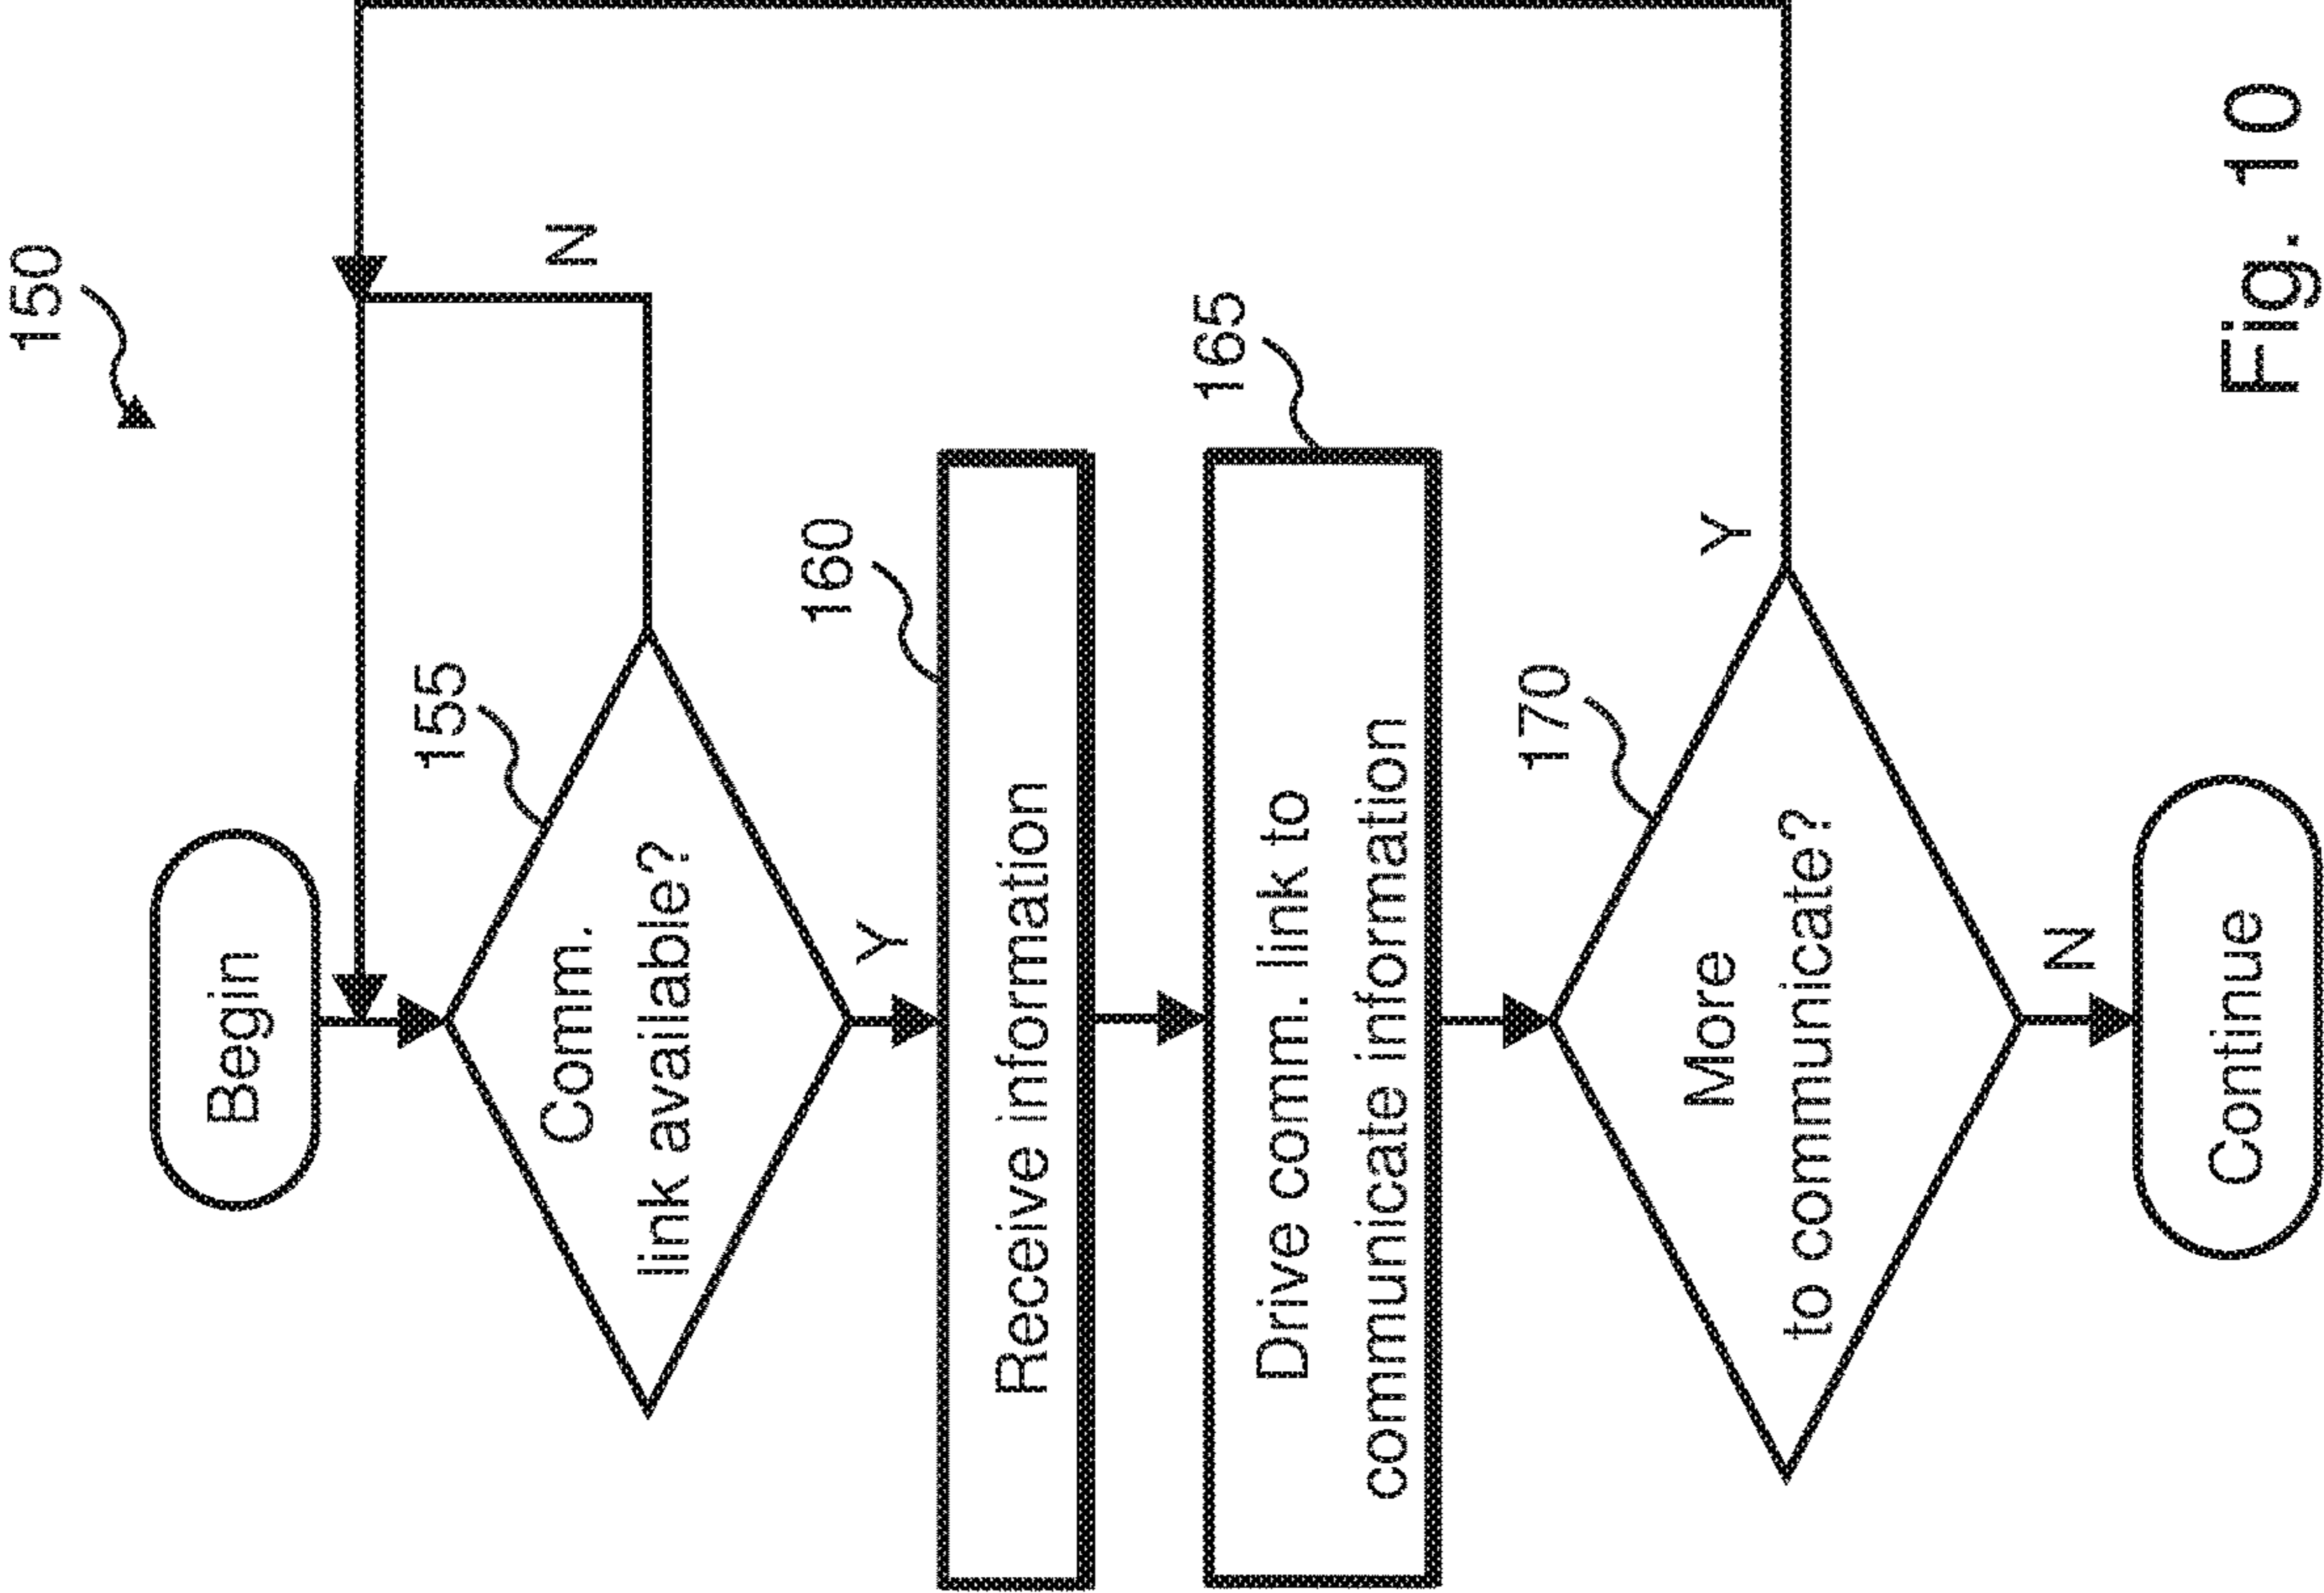 150
Begin
155
Comm.
link available?
N
Y
160
Receive information
165
Drive comm. link to
communicate information
170
More
to communicate?
Y
N
Continue
Fig. 10